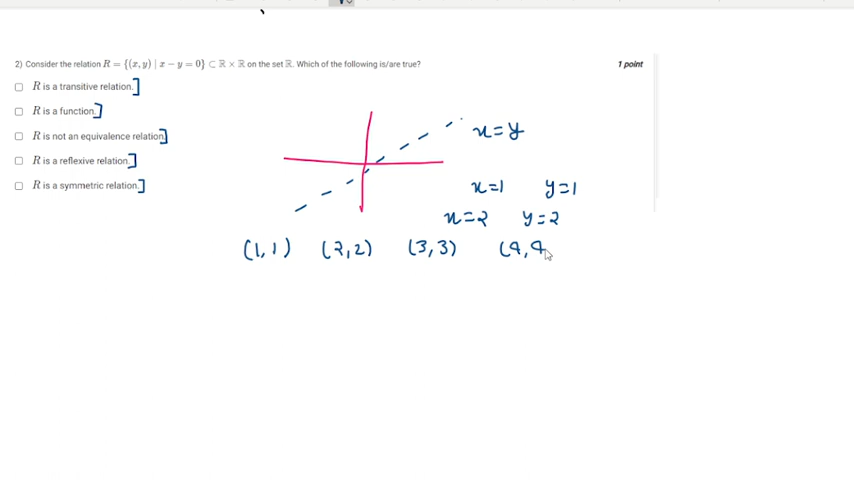 2) Consider the relation R = {(x, y) | x − y = 0} ⊂ ℝ × ℝ on the set ℝ. Which of the following is/are true?
1 point
R is a transitive relation.
R is a function.
R is not an equivalence relation.
R is a reflexive relation.
R is a symmetric relation.
x=y
x=1 y=1
x=2 y=2
(1,1) (2,2) (3,3) (4,4